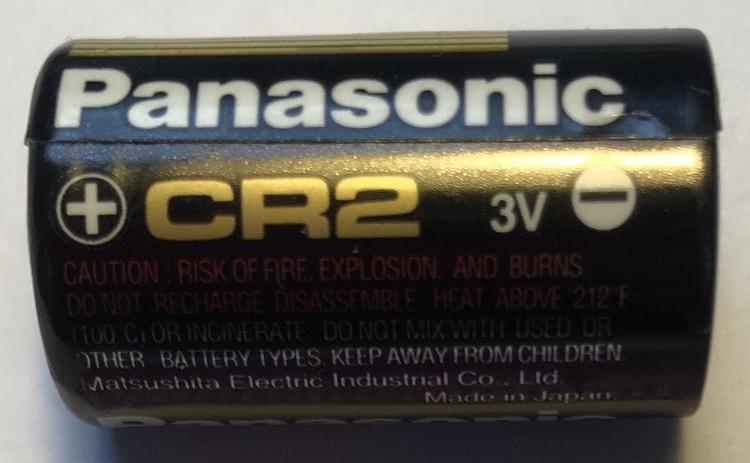 Panasonic
+ CR2 3V −
CAUTION : RISK OF FIRE, EXPLOSION, AND BURNS.
DO NOT RECHARGE, DISASSEMBLE, HEAT ABOVE 212 F
(100 C) OR INCINERATE. DO NOT MIX WITH USED OR
OTHER BATTERY TYPES. KEEP AWAY FROM CHILDREN.
Matsushita Electric Industrial Co., Ltd.
Made in Japan
Panasonic